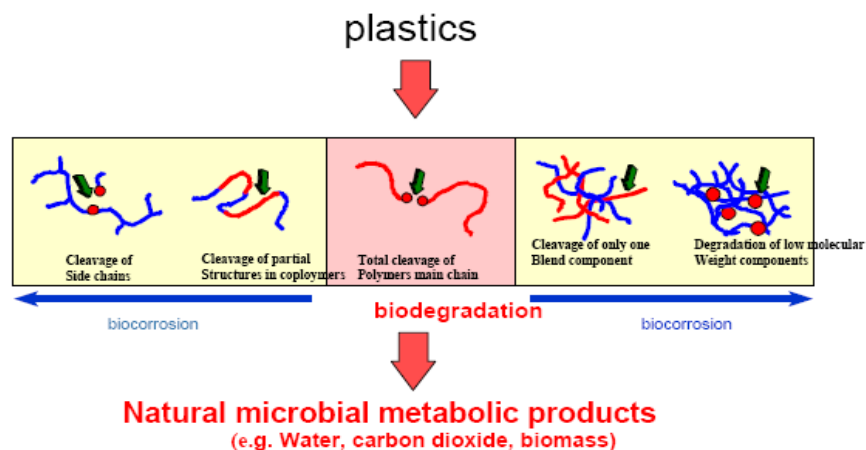 plastics
Cleavage of
Side chains
Cleavage of partial
Structures in coploymers
Total cleavage of
Polymers main chain
Cleavage of only one
Blend component
Degradation of low molecular
Weight components
biocorrosion
biodegradation
biocorrosion
Natural microbial metabolic products
(e.g. Water, carbon dioxide, biomass)